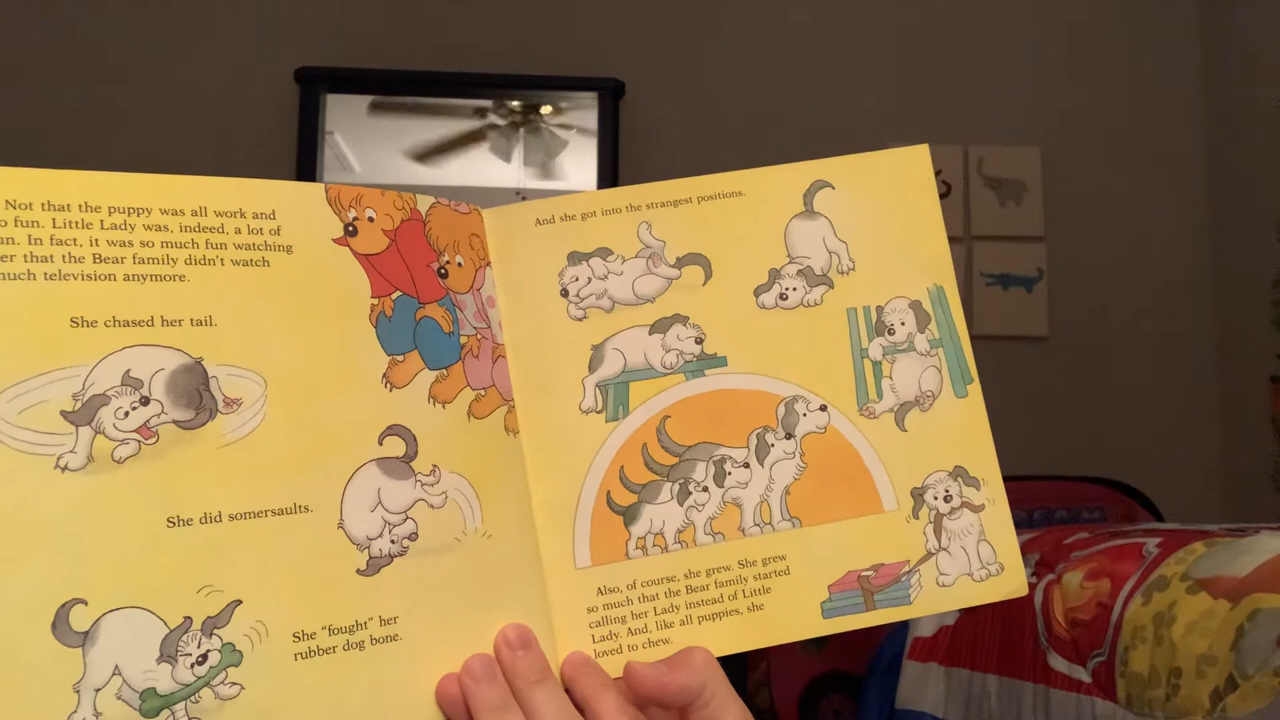 Not that the puppy was all work and
fun. Little Lady was, indeed, a lot of
In fact, it was so much fun watching
that the Bear family didn't watch
television anymore.
She chased her tail.
She did somersaults.
She "fought" her
rubber dog bone.
And she got into the strangest positions.
Also, of course, she grew. She grew
so much that the Bear family started
calling her Lady instead of Little
Lady. And, like all puppies, she
loved to chew.